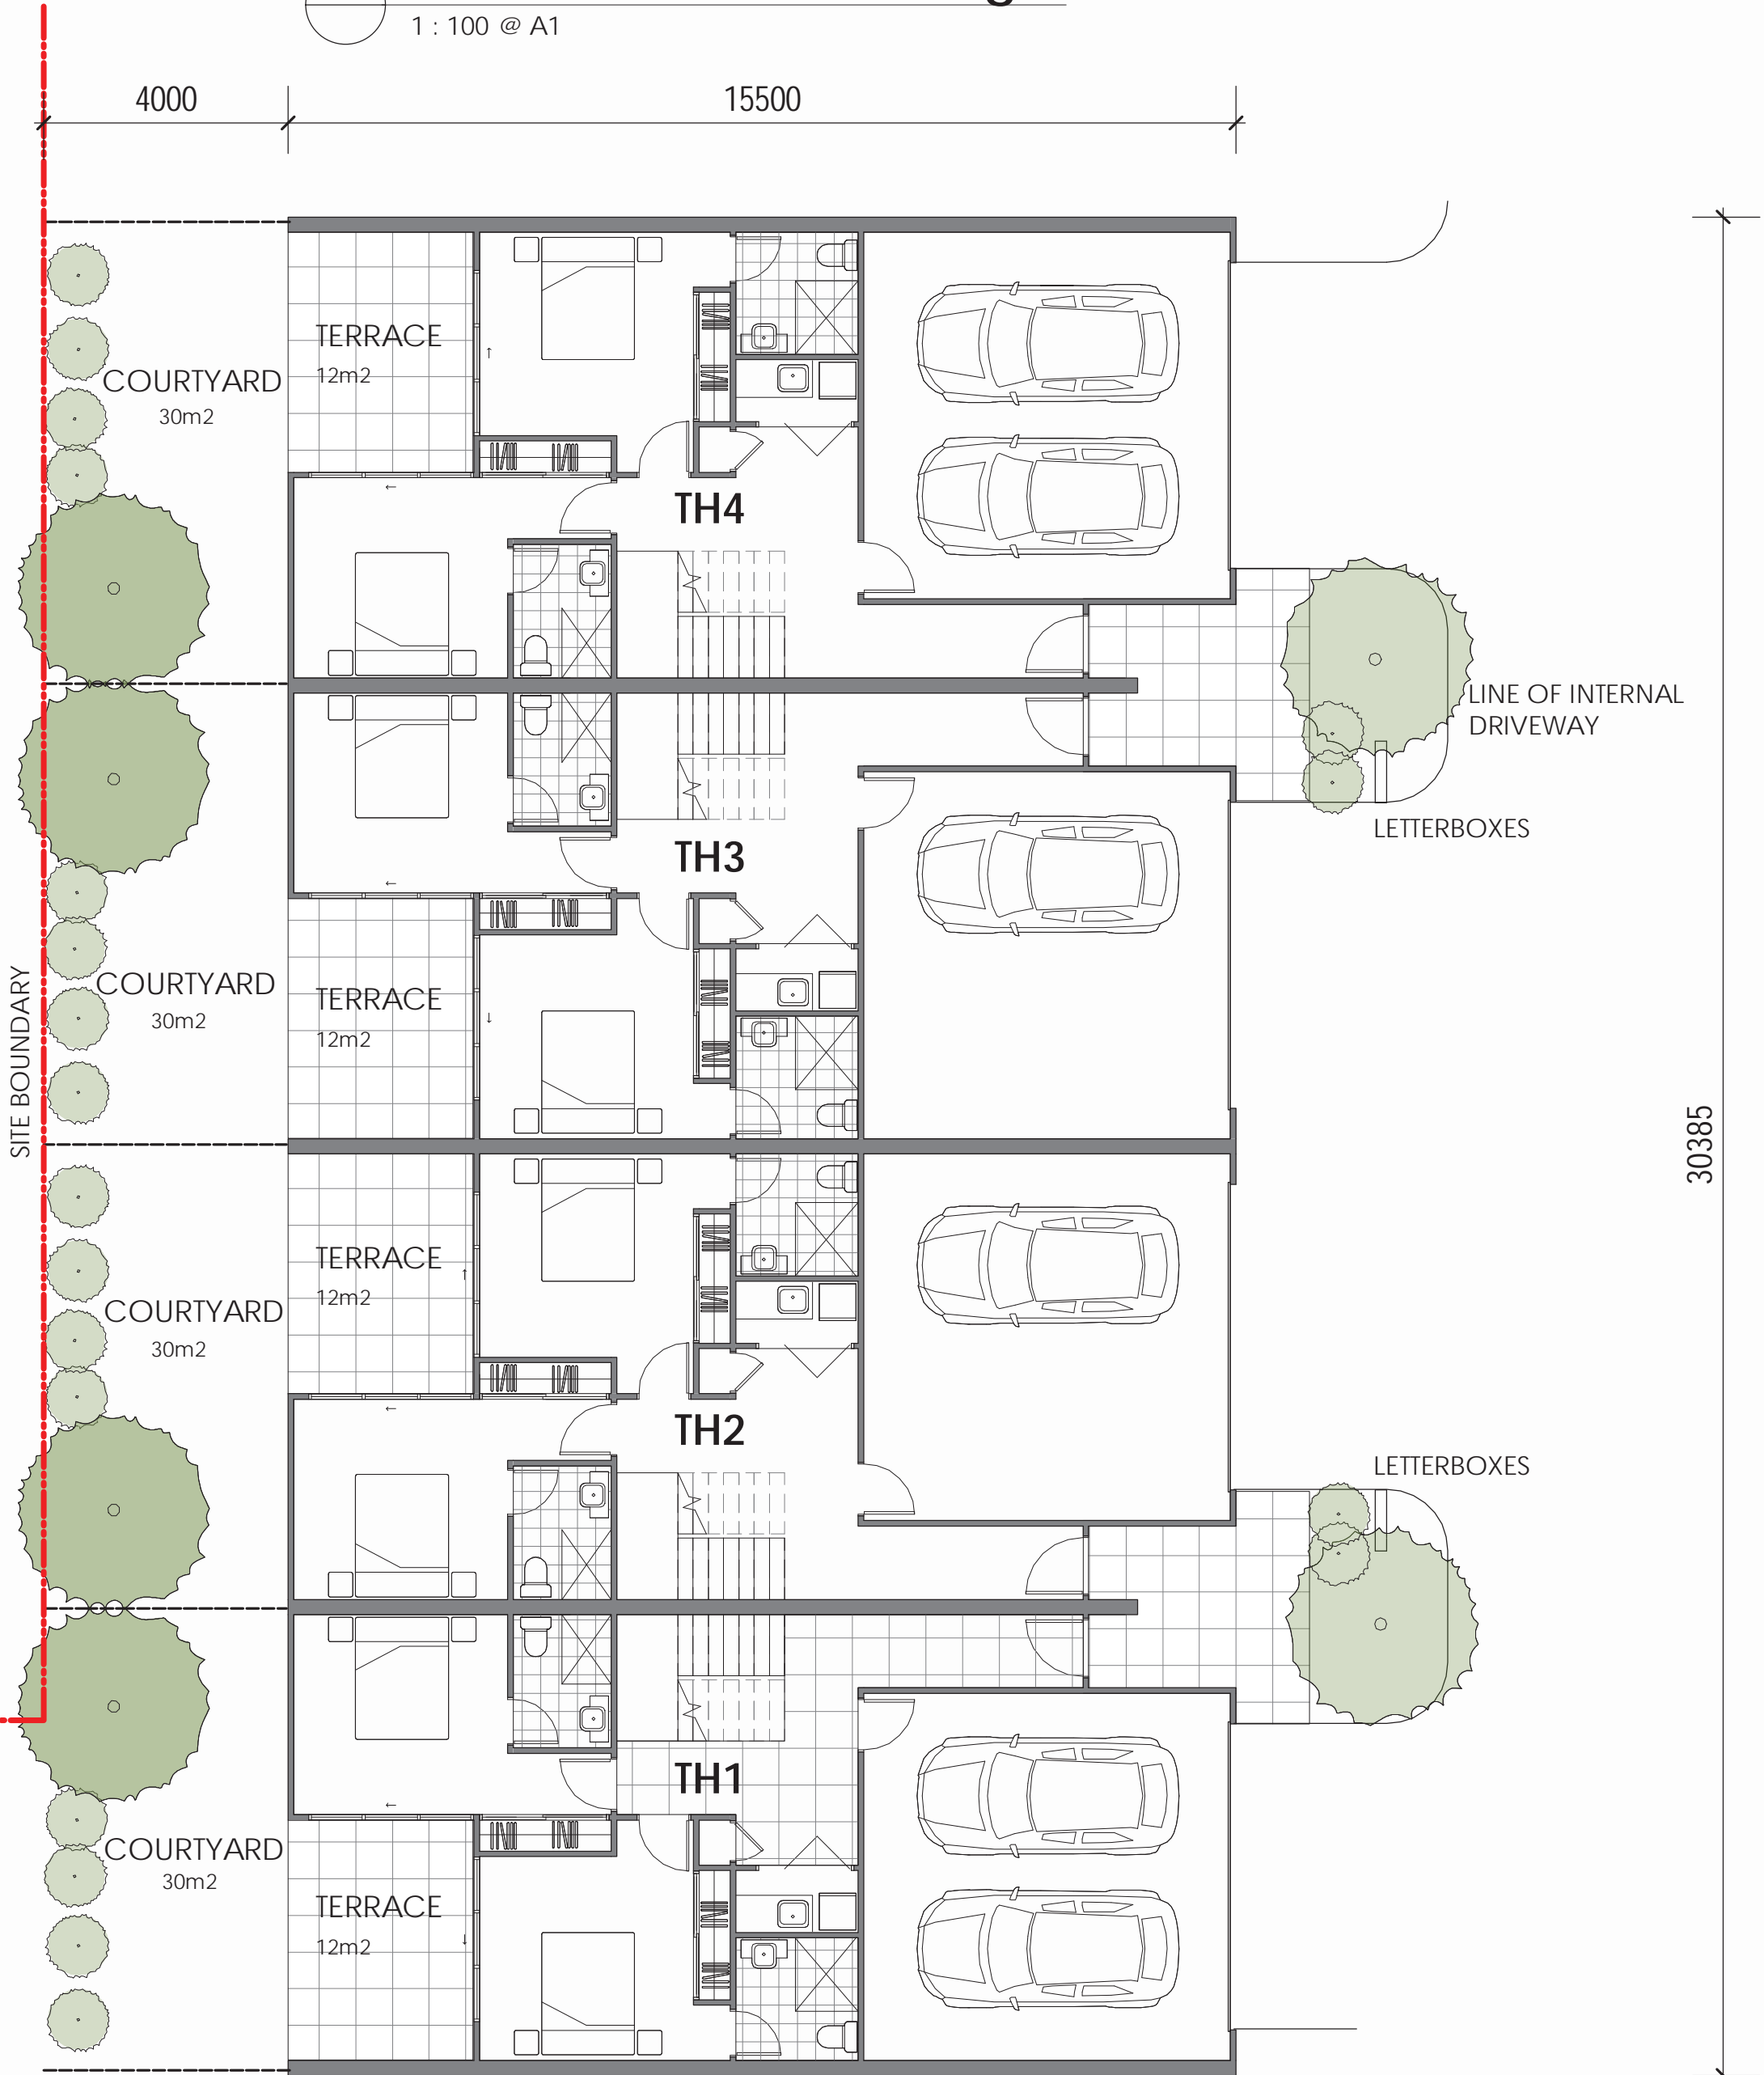 1 : 100 @ A1
4000
15500
TERRACE
12m2
COURTYARD
30m2
TH4
LINE OF INTERNAL
DRIVEWAY
LETTERBOXES
TH3
COURTYARD
30m2
TERRACE
12m2
SITE BOUNDARY
30385
TERRACE
12m2
COURTYARD
30m2
TH2
LETTERBOXES
TH1
COURTYARD
30m2
TERRACE
12m2